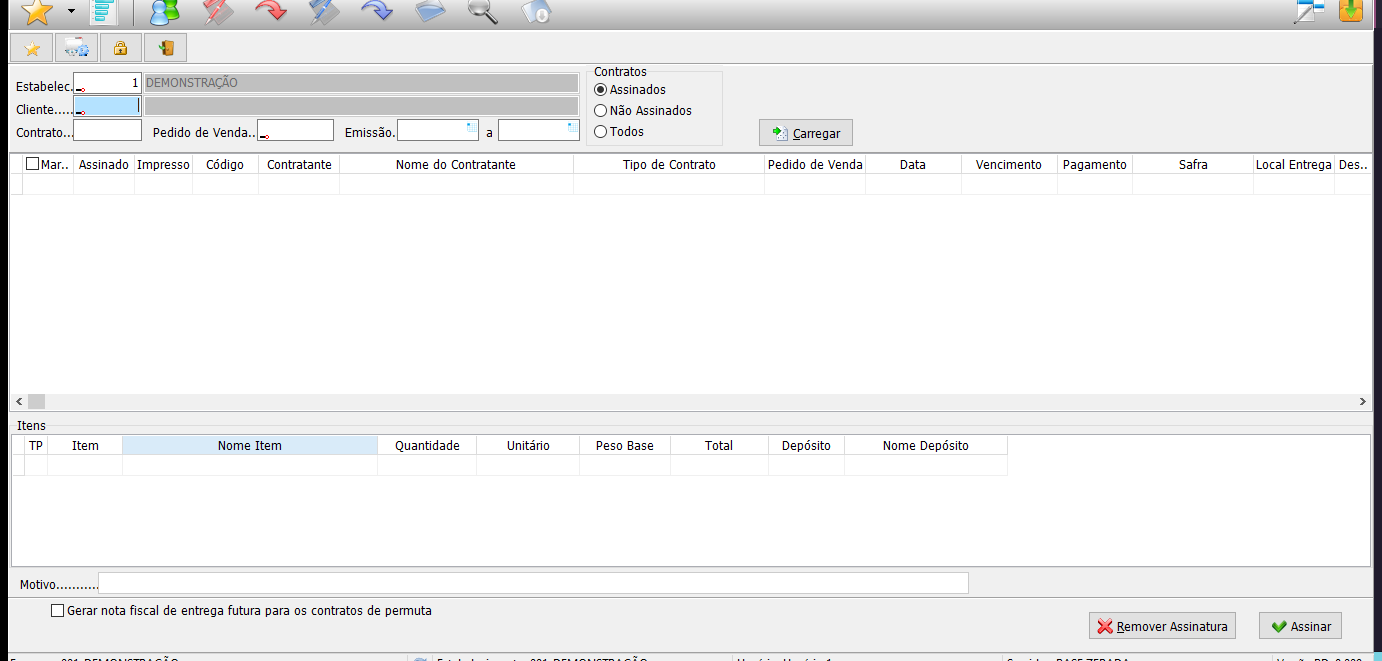 Estabelec. 1 DEMONSTRAÇÃO
Cliente.....
Contrato... Pedido de Venda.. Emissão. a
Contratos
Assinados
Não Assinados
Todos
Carregar
Mar.. Assinado Impresso Código Contratante Nome do Contratante Tipo de Contrato Pedido de Venda Data Vencimento Pagamento Safra Local Entrega Des..
Itens
TP Item Nome Item Quantidade Unitário Peso Base Total Depósito Nome Depósito
Motivo...........
Gerar nota fiscal de entrega futura para os contratos de permuta
Remover Assinatura Assinar